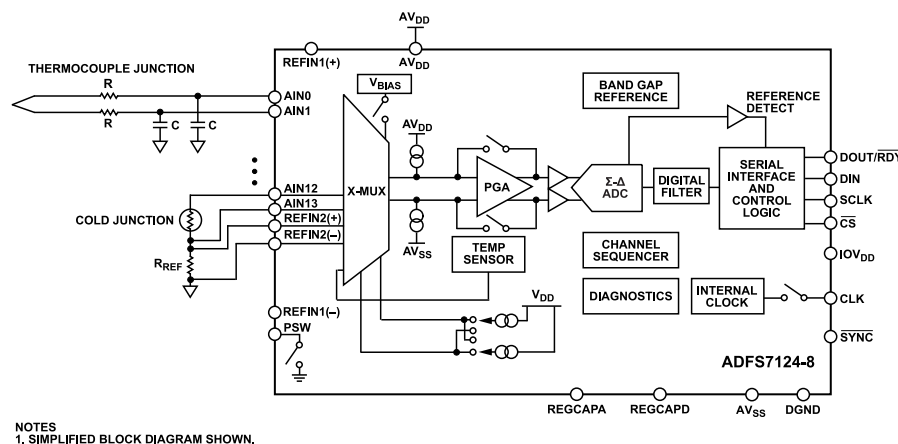 AVDD
REFIN1(+)
AVDD
THERMOCOUPLE JUNCTION
R
R
C
C
AIN0
AIN1
VBIAS
BAND GAP
REFERENCE
REFERENCE
DETECT
AVDD
X-MUX
PGA
Σ-Δ
ADC
DIGITAL
FILTER
SERIAL
INTERFACE
AND
CONTROL
LOGIC
DOUT/RDY
DIN
SCLK
CS
AIN12
AIN13
REFIN2(+)
REFIN2(–)
COLD JUNCTION
RREF
AVSS
TEMP
SENSOR
CHANNEL
SEQUENCER
IOVDD
DIAGNOSTICS
INTERNAL
CLOCK
CLK
VDD
REFIN1(–)
PSW
SYNC
ADFS7124-8
REGCAPA
REGCAPD
AVSS
DGND
NOTES
1. SIMPLIFIED BLOCK DIAGRAM SHOWN.